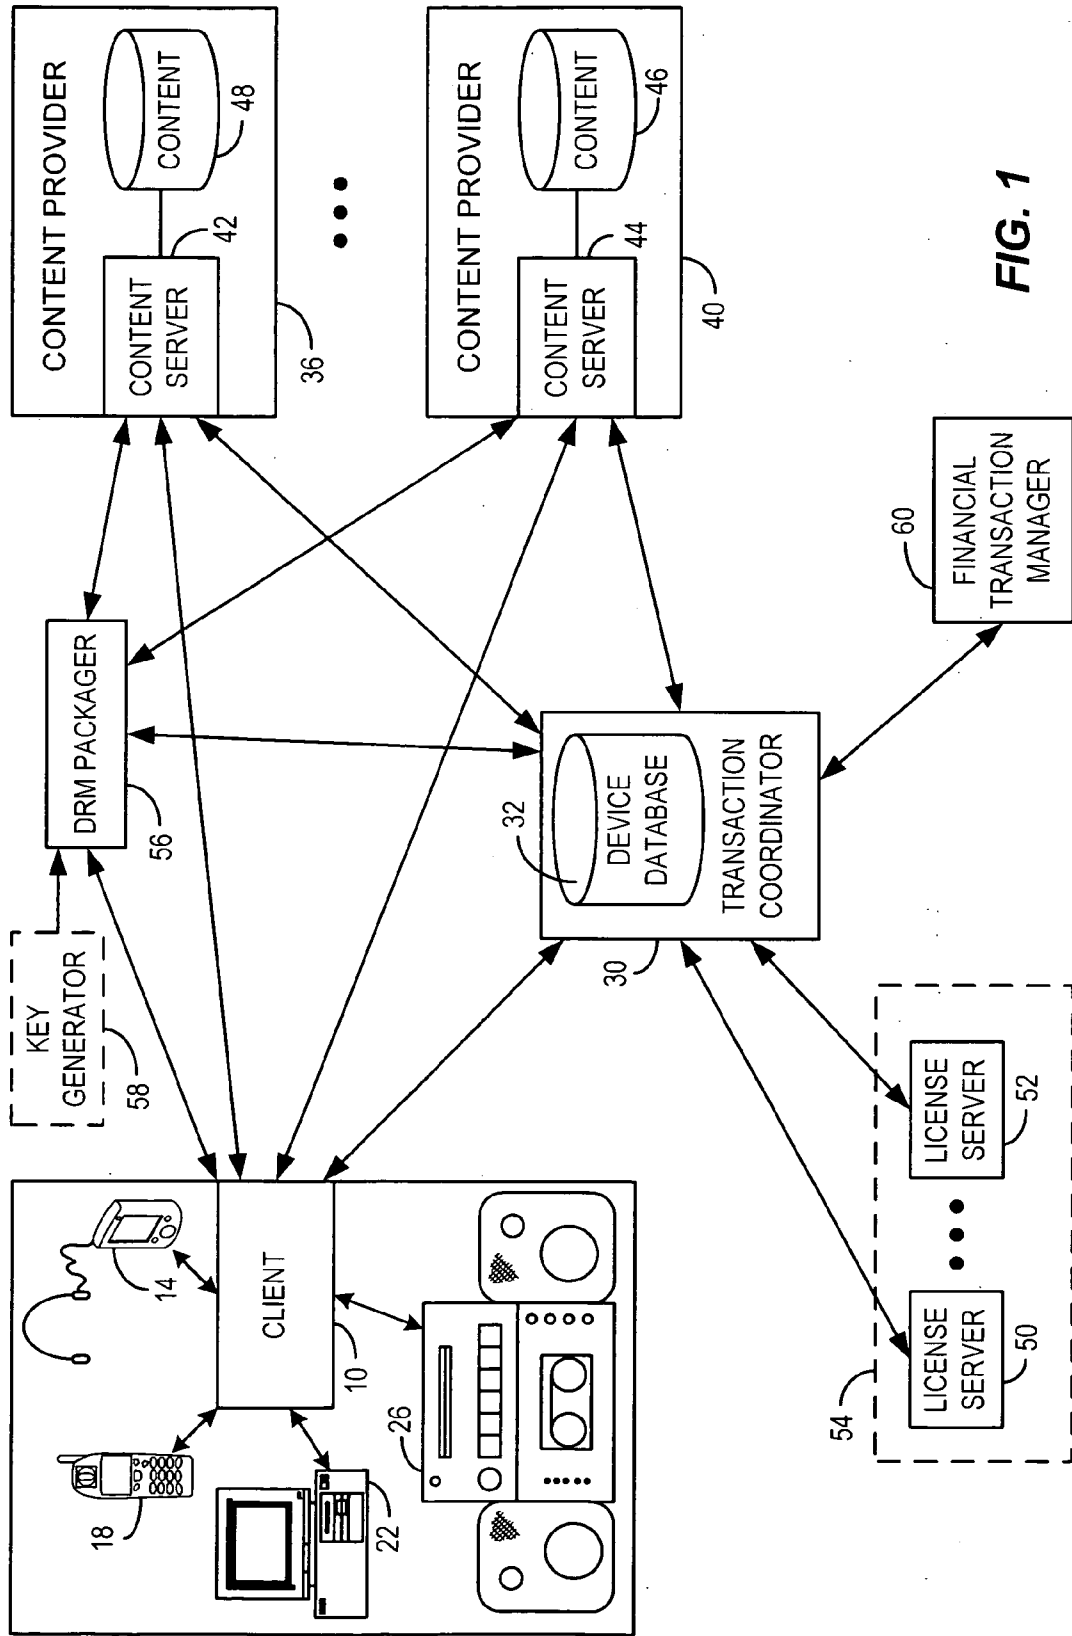 CONTENT PROVIDER
CONTENT
48
CONTENT
SERVER
42
36
CONTENT PROVIDER
CONTENT
46
CONTENT
SERVER
44
40
KEY
GENERATOR
58
DRM PACKAGER
56
CLIENT
10
14
18
22
26
32
DEVICE
DATABASE
TRANSACTION
COORDINATOR
30
60
FINANCIAL
TRANSACTION
MANAGER
54
LICENSE
SERVER
50
LICENSE
SERVER
52
FIG. 1